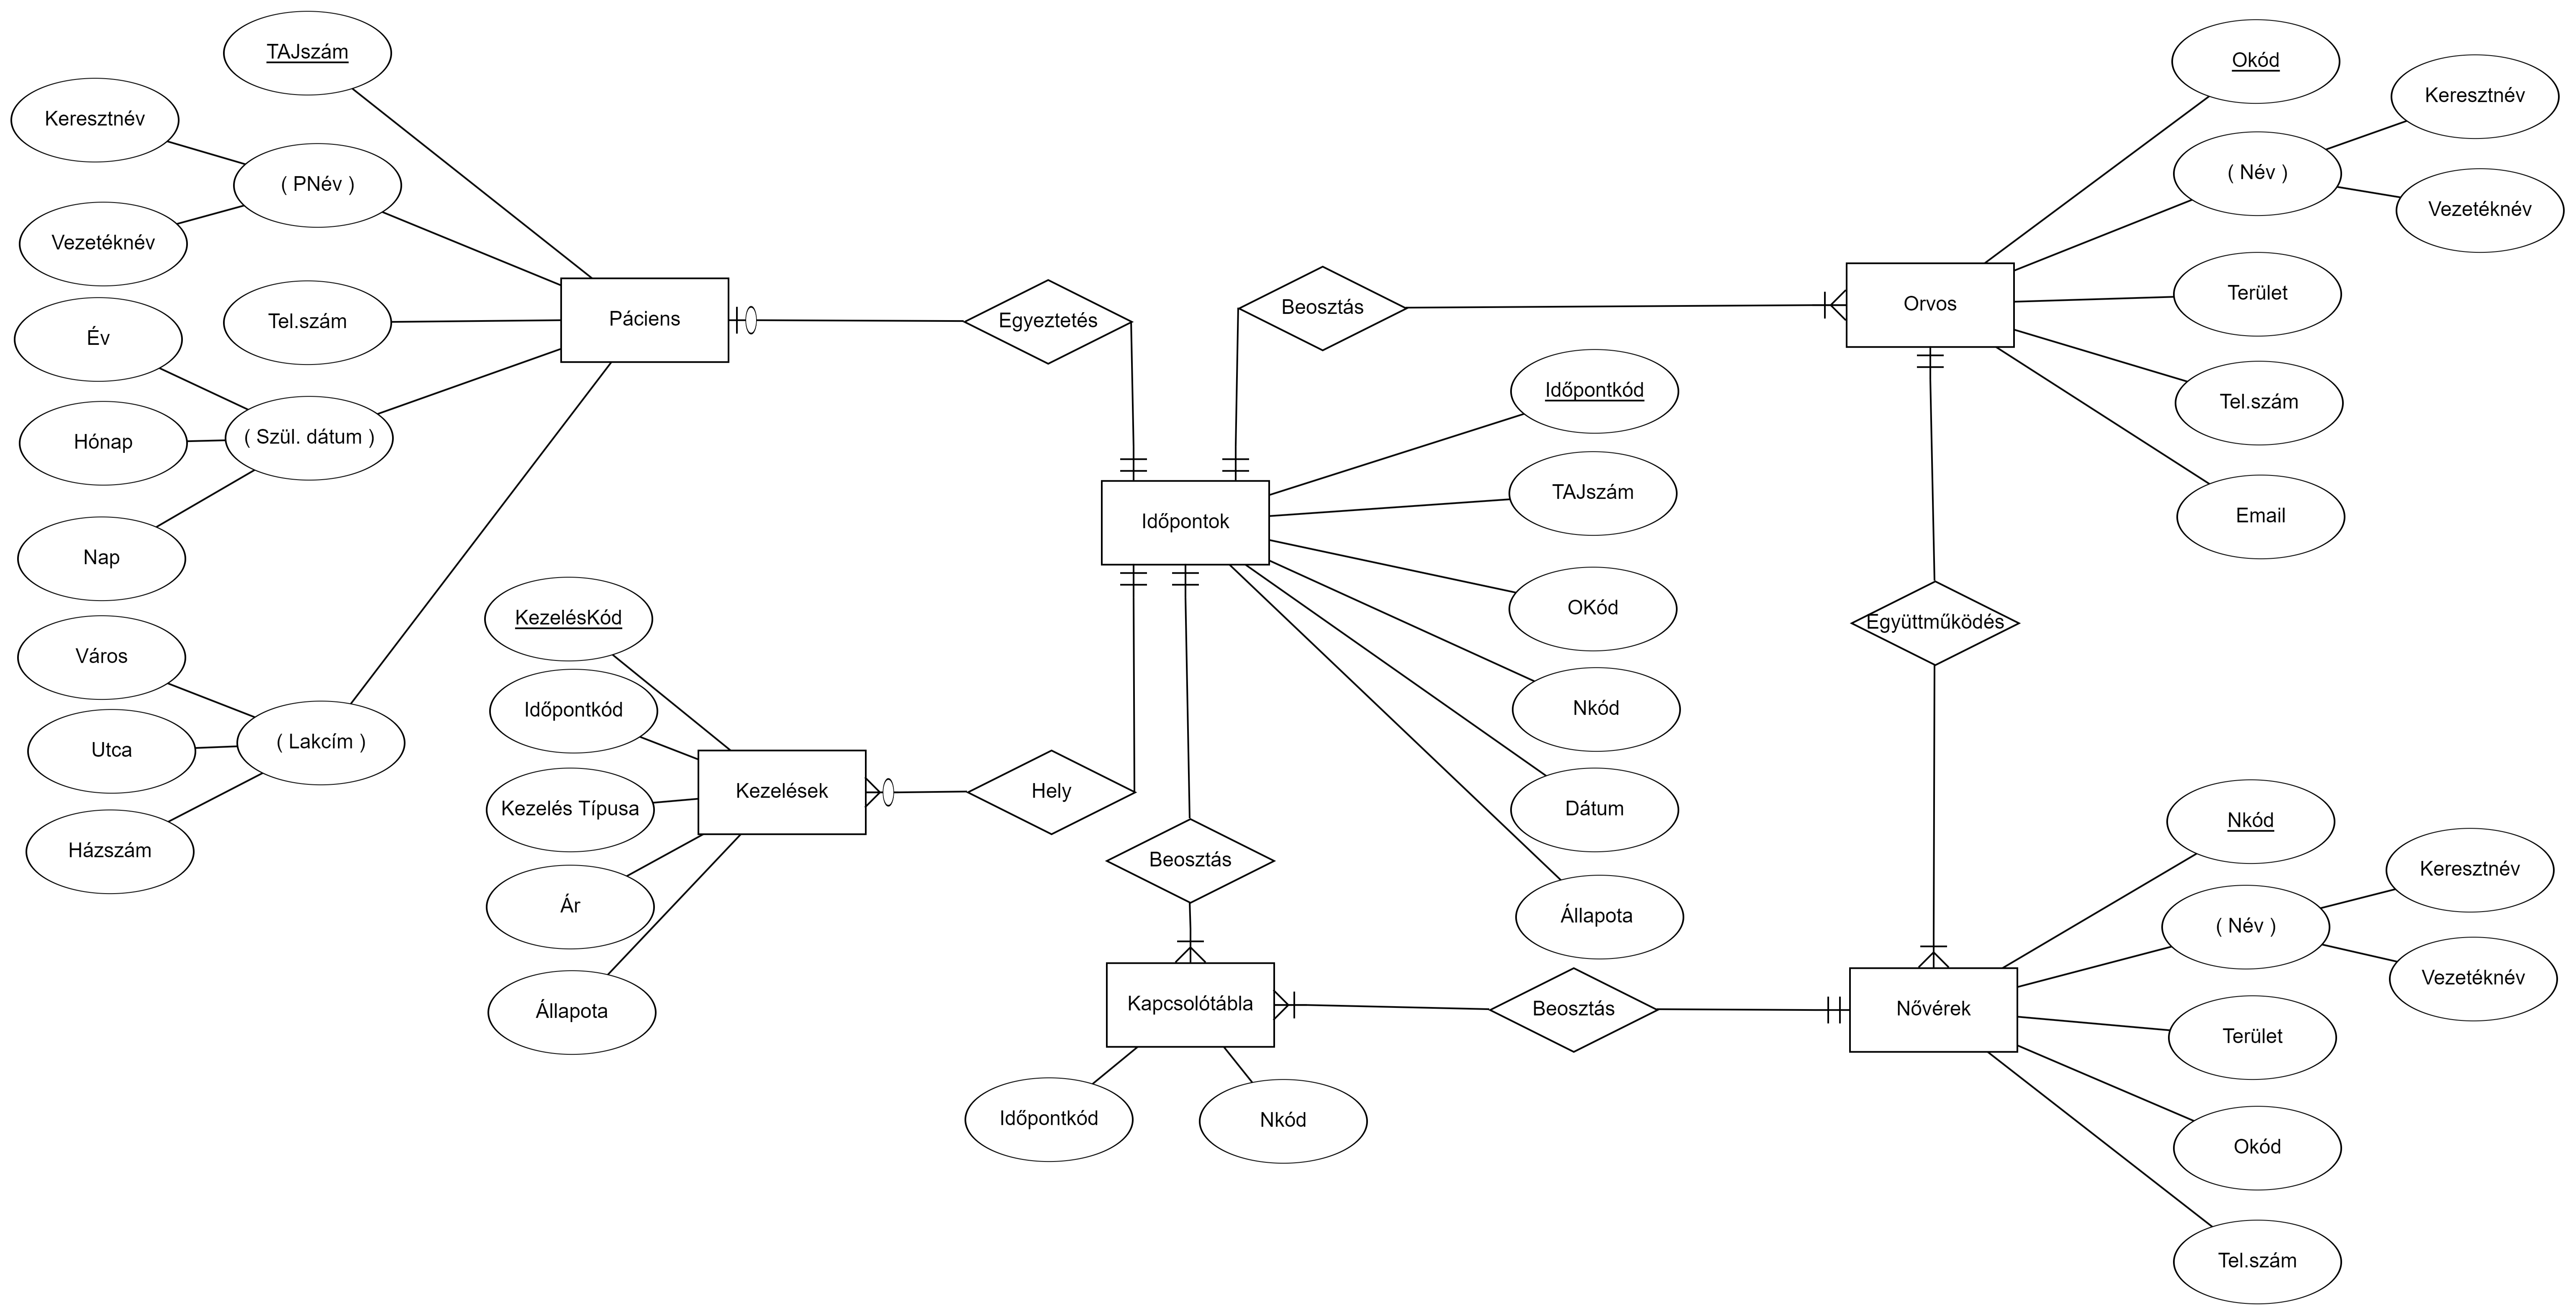 TAJszám
Keresztnév
( PNév )
Vezetéknév
Tel.szám
Év
Hónap
( Szül. dátum )
Nap
Város
Utca
( Lakcím )
Házszám
Páciens
Egyeztetés
Beosztás
Orvos
Okód
Keresztnév
( Név )
Vezetéknév
Terület
Tel.szám
Email
Időpontok
Időpontkód
TAJszám
OKód
Nkód
Dátum
Állapota
KezelésKód
Időpontkód
Kezelés Típusa
Ár
Állapota
Kezelések
Hely
Beosztás
Együttműködés
Kapcsolótábla
Időpontkód
Nkód
Beosztás
Nővérek
Nkód
Keresztnév
( Név )
Vezetéknév
Terület
Okód
Tel.szám